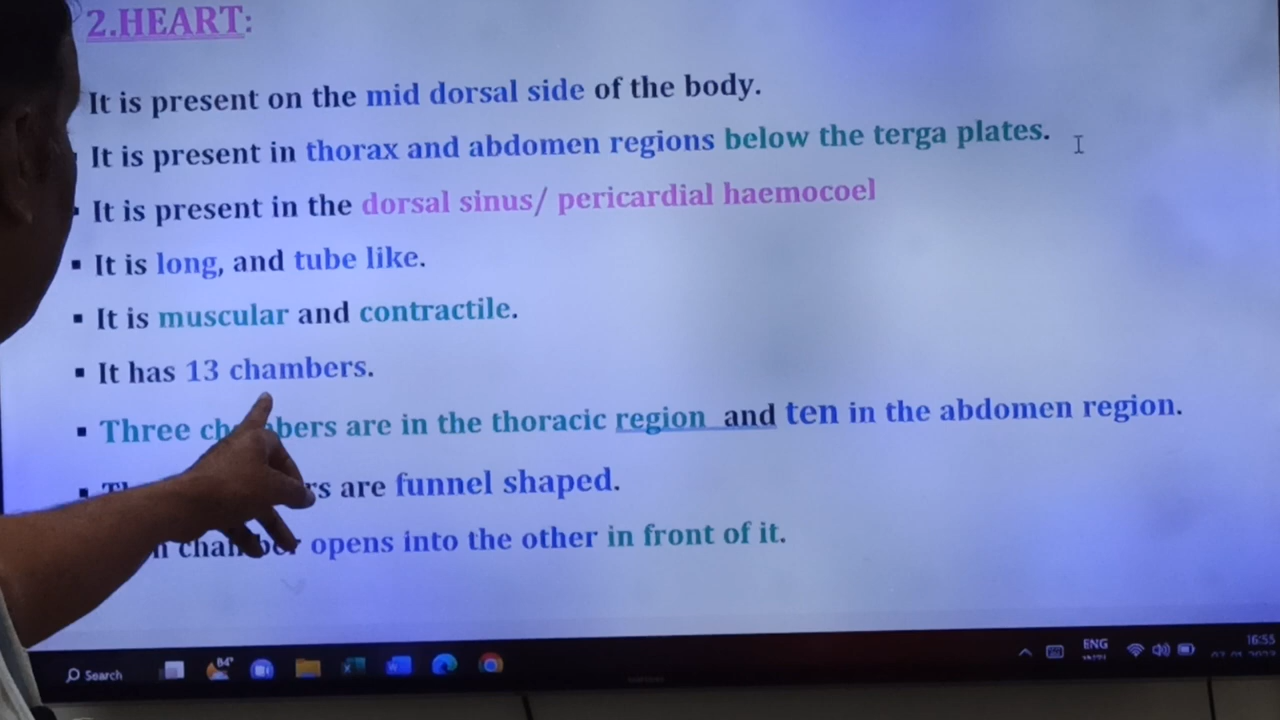 2.HEART:
It is present on the mid dorsal side of the body.
It is present in thorax and abdomen regions below the terga plates.
▪ It is present in the dorsal sinus/ pericardial haemocoel
▪ It is long, and tube like.
▪ It is muscular and contractile.
▪ It has 13 chambers.
▪ Three chambers are in the thoracic region and ten in the abdomen region.
▪ are funnel shaped.
chamber opens into the other in front of it.
Search
84°
ENG
16:55